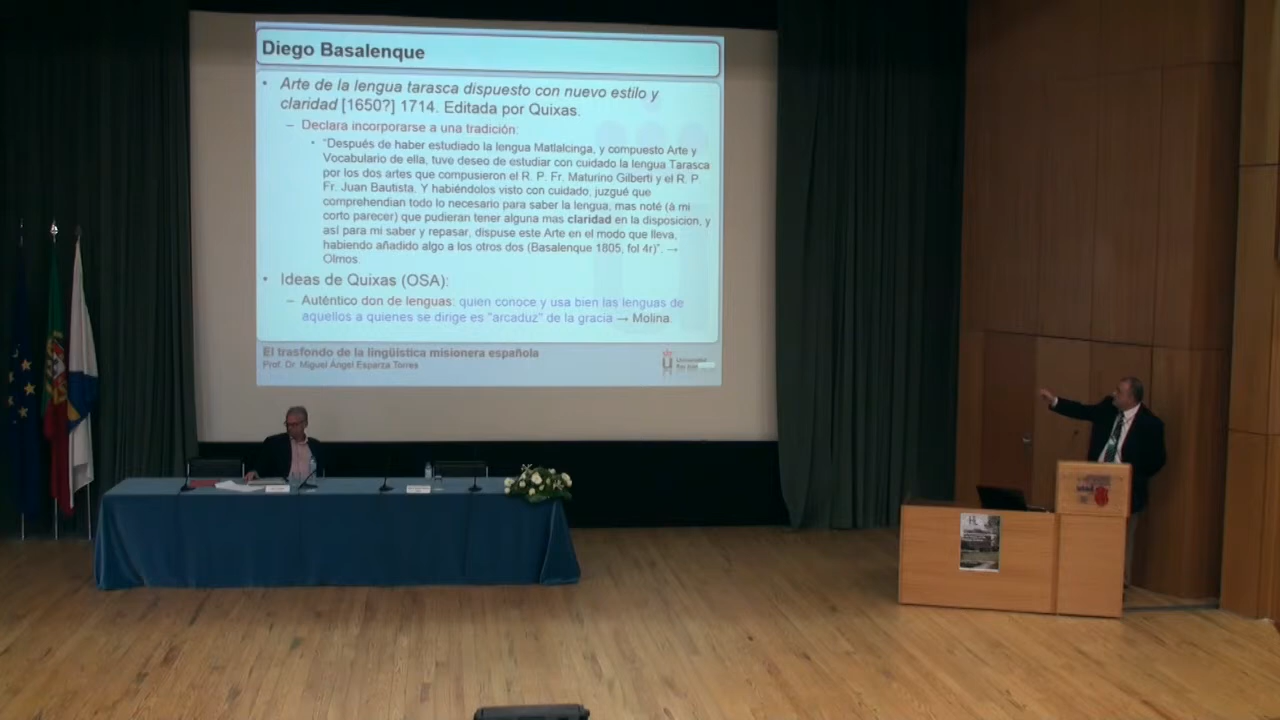 Diego Basalenque
• Arte de la lengua tarasca dispuesto con nuevo estilo y
claridad [1650?] 1714. Editada por Quixas.
– Declara incorporarse a una tradición:
• “Después de haber estudiado la lengua Matlalcinga, y compuesto Arte y
Vocabulario de ella, tuve deseo de estudiar con cuidado la lengua Tarasca
por los dos artes que compusieron el R. P. Fr. Maturino Gilberti y el R. P.
Fr. Juan Bautista. Y habiéndolos visto con cuidado, juzgué que
comprehendian todo lo necesario para saber la lengua, mas noté (á mi
corto parecer) que pudieran tener alguna mas claridad en la disposicion, y
así para mi saber y repasar, dispuse este Arte en el modo que lleva,
habiendo añadido algo a los otros dos (Basalenque 1805, fol 4r)”. →
Olmos.
• Ideas de Quixas (OSA):
– Auténtico don de lenguas: quien conoce y usa bien las lenguas de
aquellos a quienes se dirige es "arcaduz" de la gracia → Molina.
El trasfondo de la lingüística misionera española
Prof. Dr. Miguel Ángel Esparza Torres
Universidad